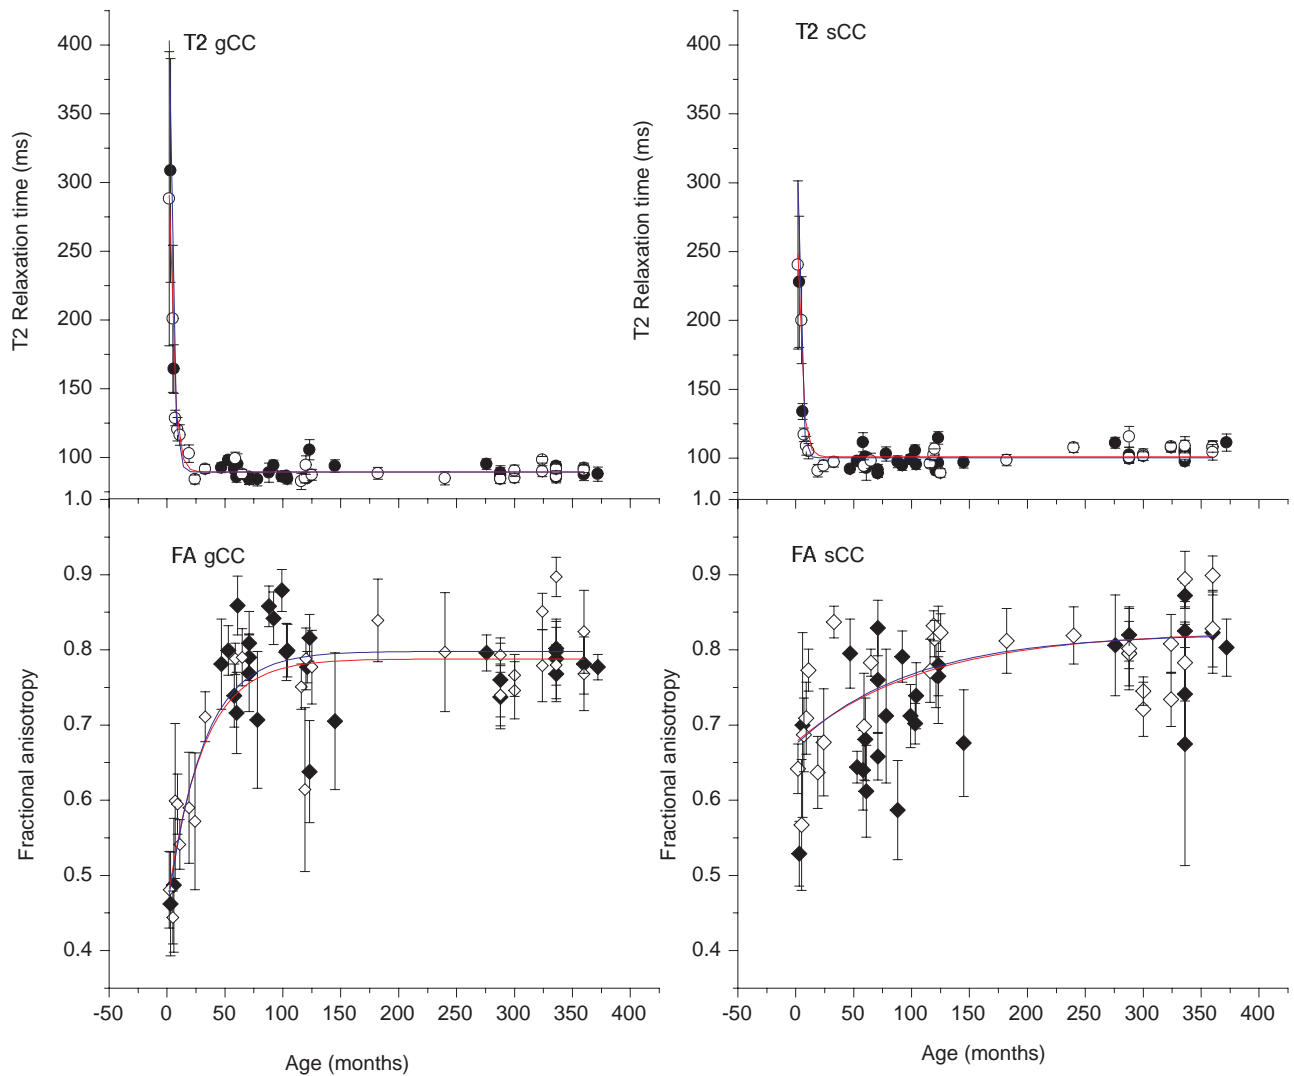 T2 gCC
400
350
300
250
200
150
100
T2 Relaxation time (ms)
T2 sCC
400
350
300
250
200
150
100
T2 Relaxation time (ms)
FA gCC
1.0
0.9
0.8
0.7
0.6
0.5
0.4
Fractional anisotropy
-50 0 50 100 150 200 250 300 350 400
Age (months)
FA sCC
1.0
0.9
0.8
0.7
0.6
0.5
0.4
Fractional anisotropy
-50 0 50 100 150 200 250 300 350 400
Age (months)